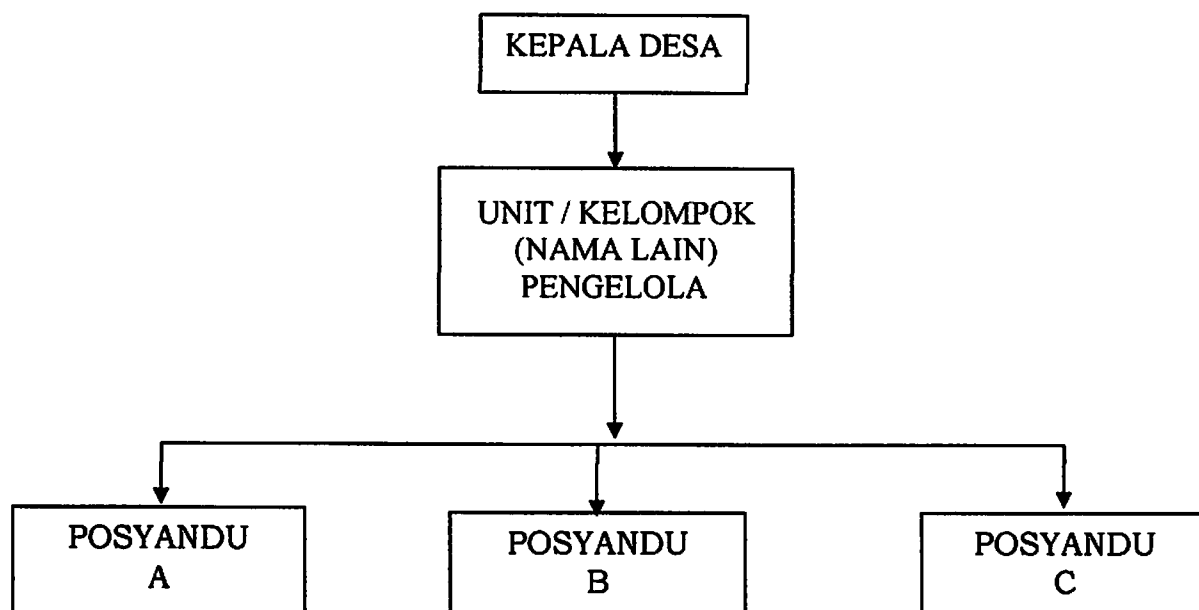 KEPALA DESA
UNIT / KELOMPOK
(NAMA LAIN)
PENGELOLA
POSYANDU
A
POSYANDU
B
POSYANDU
C